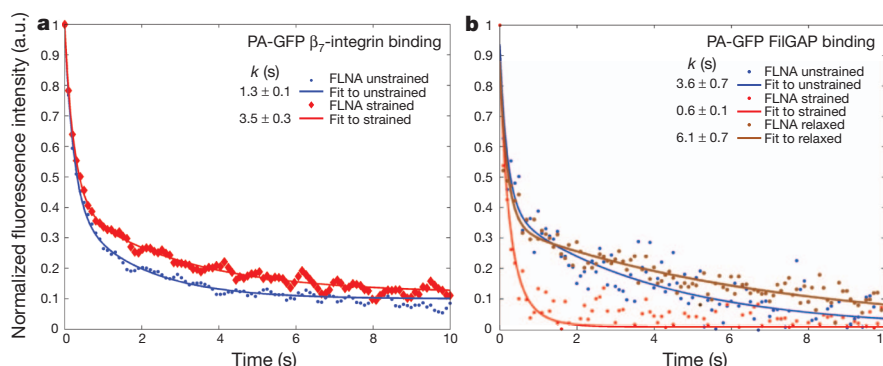 a
PA-GFP β7-integrin binding
k (s)
FLNA unstrained
1.3 ± 0.1
Fit to unstrained
FLNA strained
3.5 ± 0.3
Fit to strained
Normalized fluorescence intensity (a.u.)
1
0.9
0.8
0.7
0.6
0.5
0.4
0.3
0.2
0.1
0
0 2 4 6 8 10
Time (s)
b
PA-GFP FilGAP binding
k (s)
FLNA unstrained
3.6 ± 0.7
Fit to unstrained
FLNA strained
0.6 ± 0.1
Fit to strained
FLNA relaxed
6.1 ± 0.7
Fit to relaxed
1
0.9
0.8
0.7
0.6
0.5
0.4
0.3
0.2
0.1
0
0 2 4 6 8
Time (s)